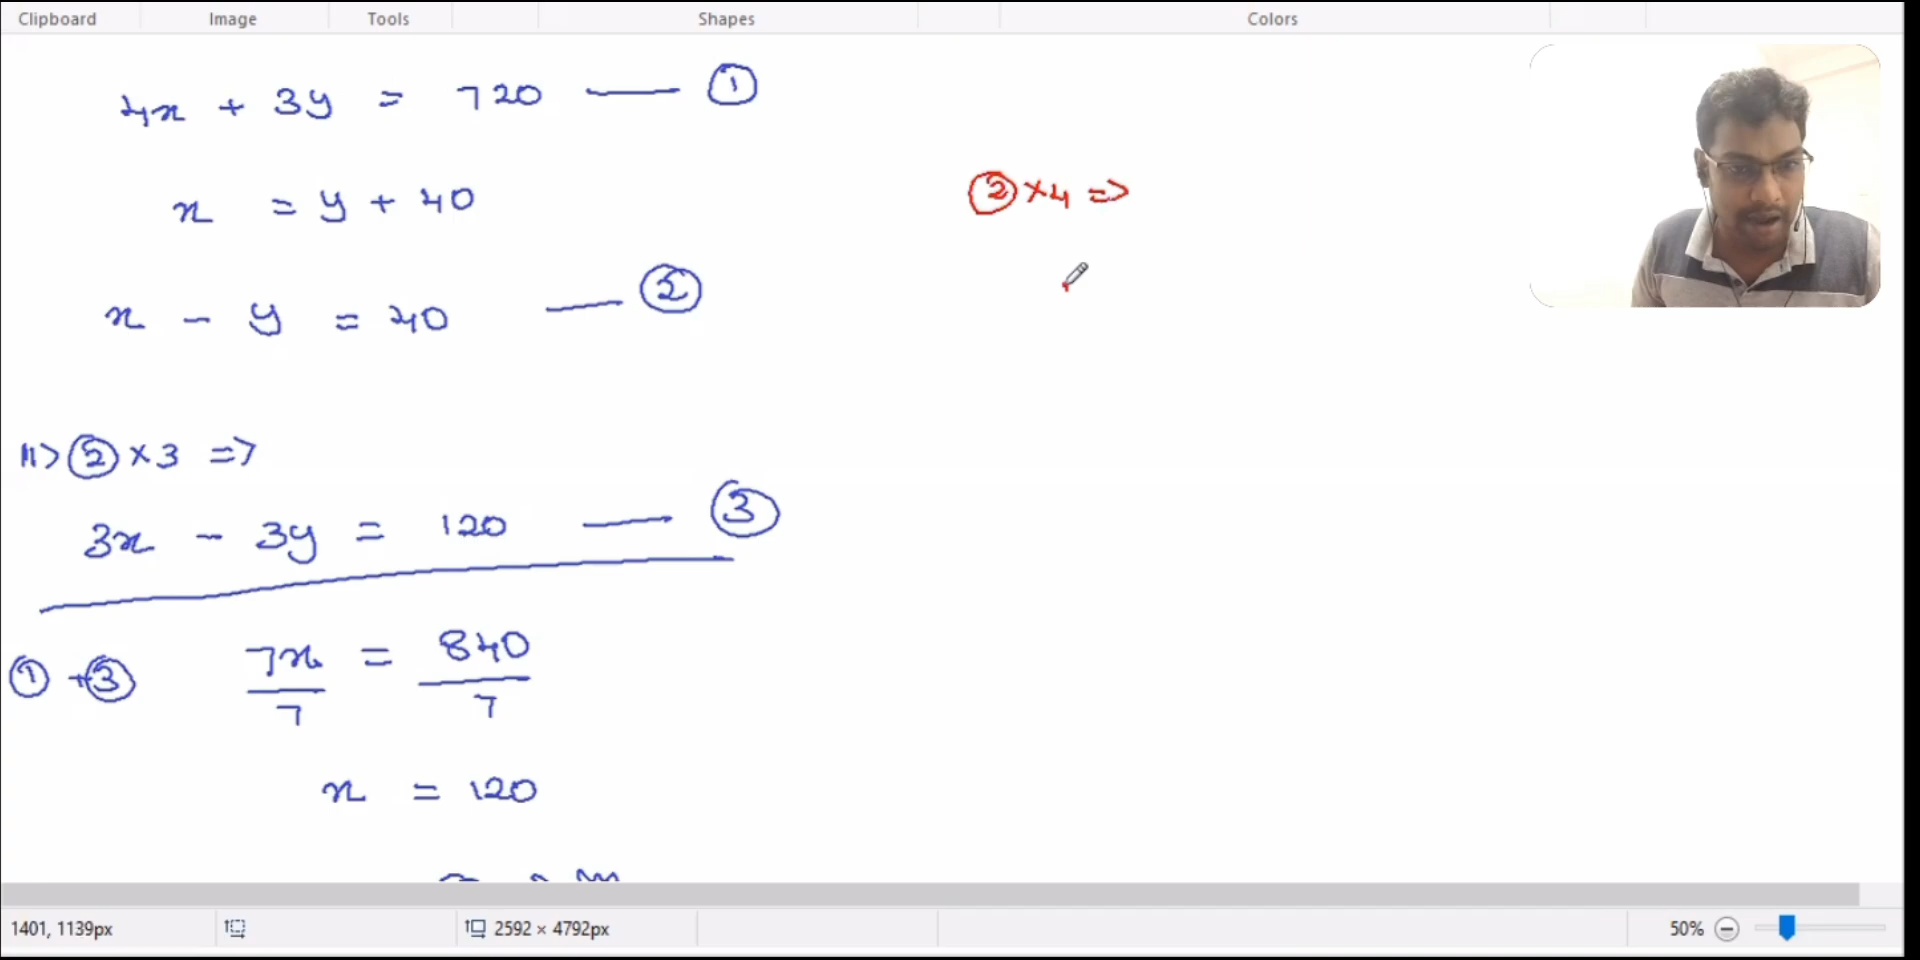 Clipboard Image Tools Shapes Colors
4x + 3y = 720 — ①
x = y + 40
x - y = 40 — ②
② × 4 =>
11> ② × 3 =>
3x - 3y = 120 — ③
① + ③ 7x/7 = 840/7
x = 120
1401, 1139px 2592 × 4792px 50%